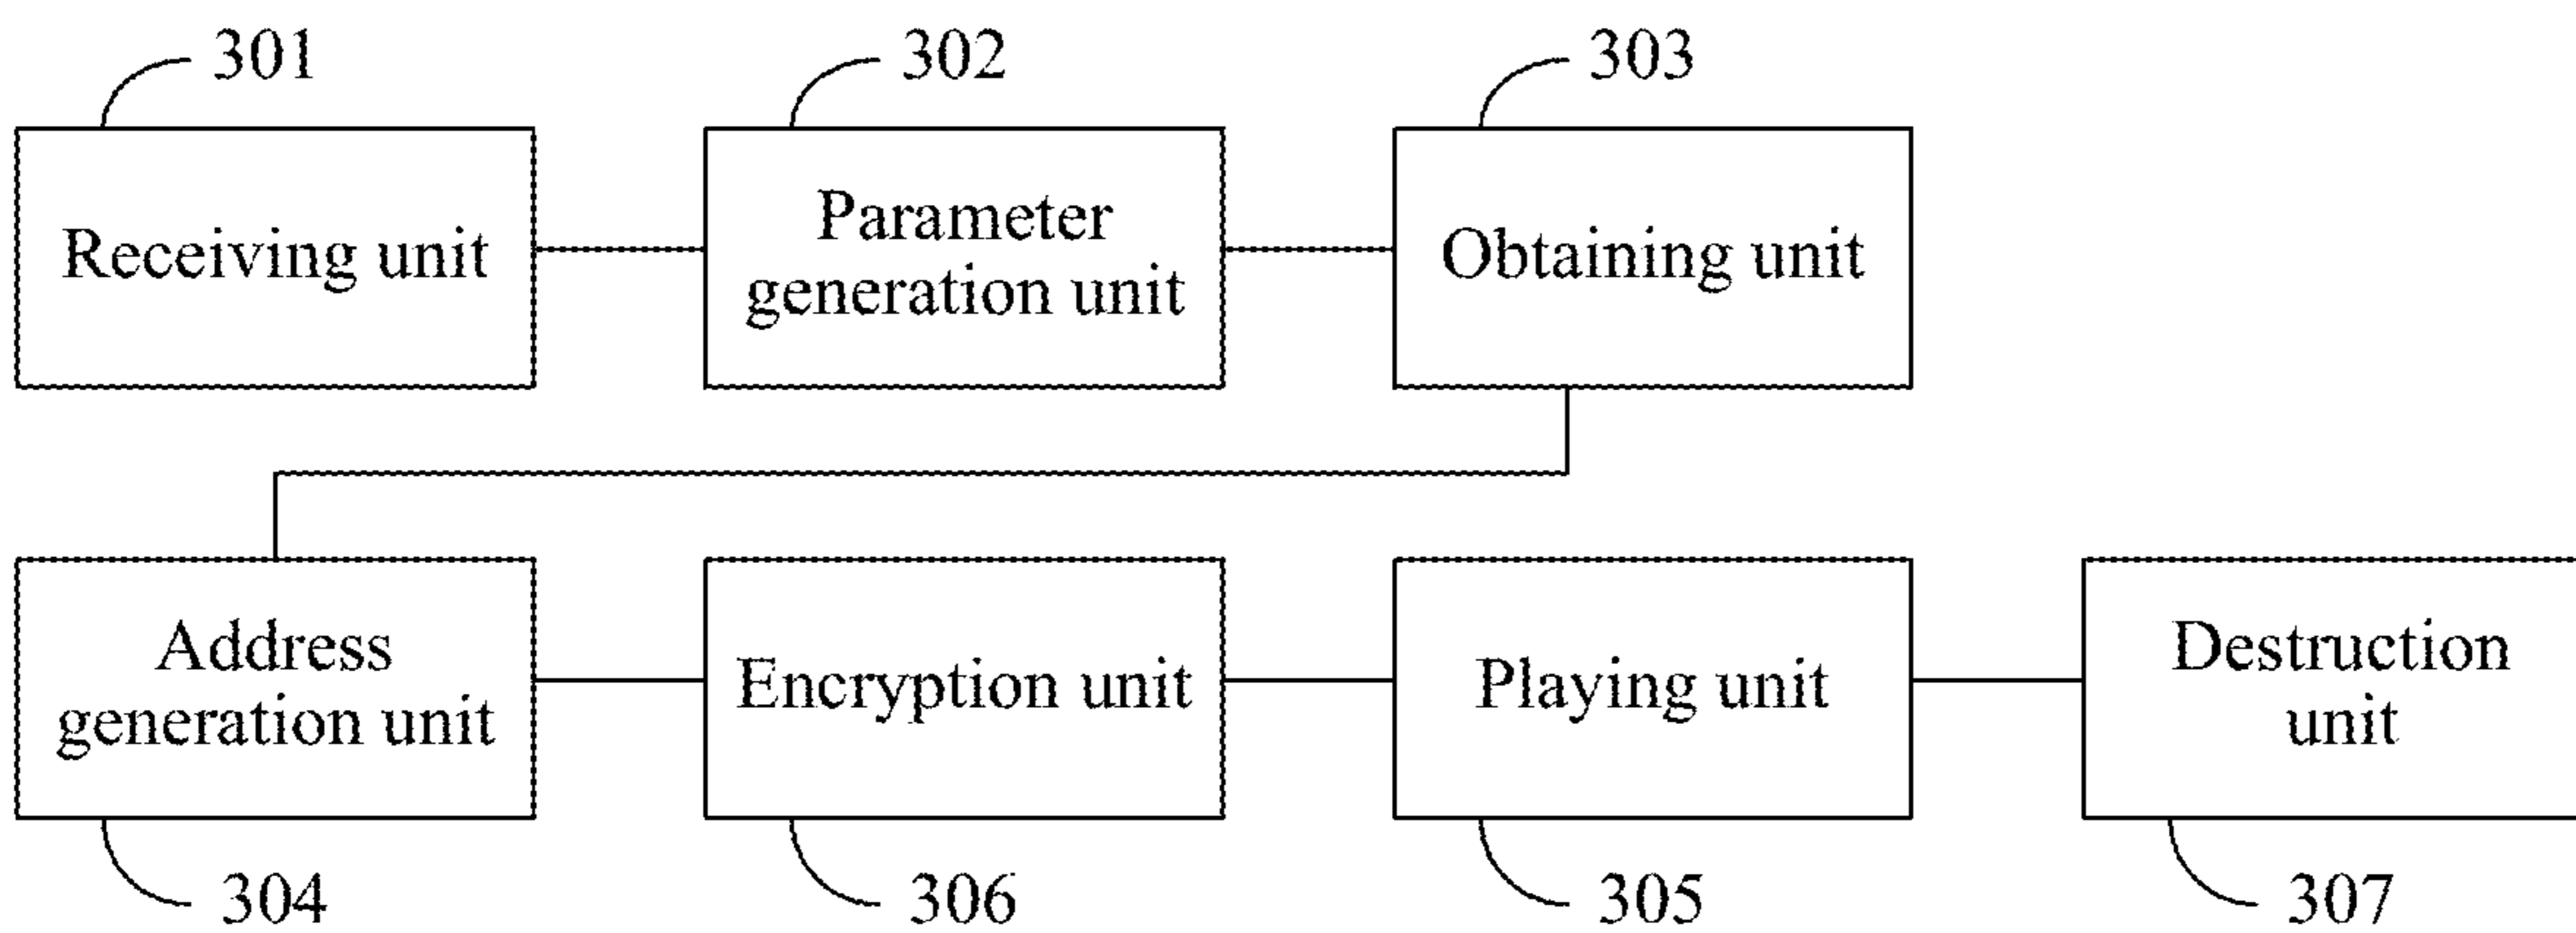 301
302
303
Receiving unit
Parameter
generation unit
Obtaining unit
Address
generation unit
Encryption unit
Playing unit
Destruction
unit
304
306
305
307